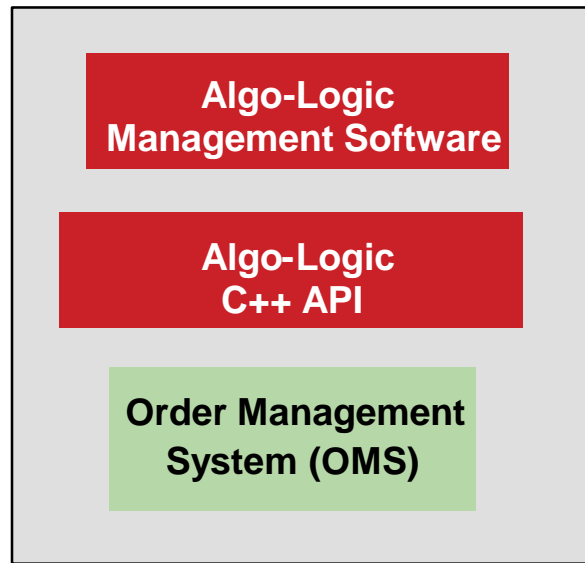 Algo-Logic
Management Software
Algo-Logic
C++ API
Order Management
System (OMS)